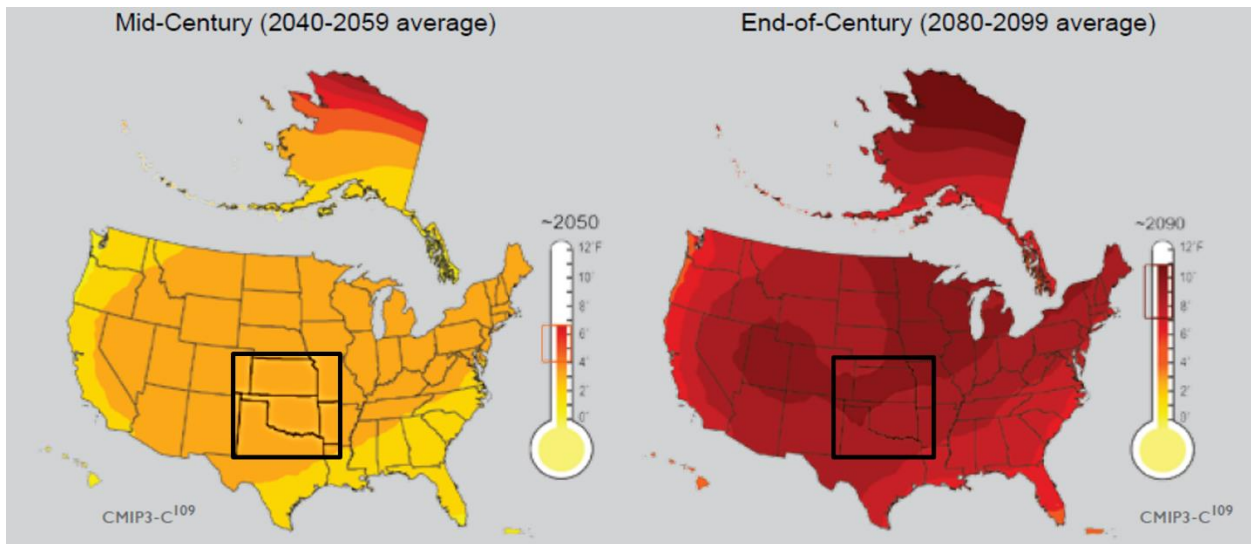 Mid-Century (2040-2059 average)
End-of-Century (2080-2099 average)
~2050
12°F
10°
8°
6°
4°
2°
0°
~2090
12°F
10°
8°
6°
4°
2°
0°
CMIP3-C109
CMIP3-C109